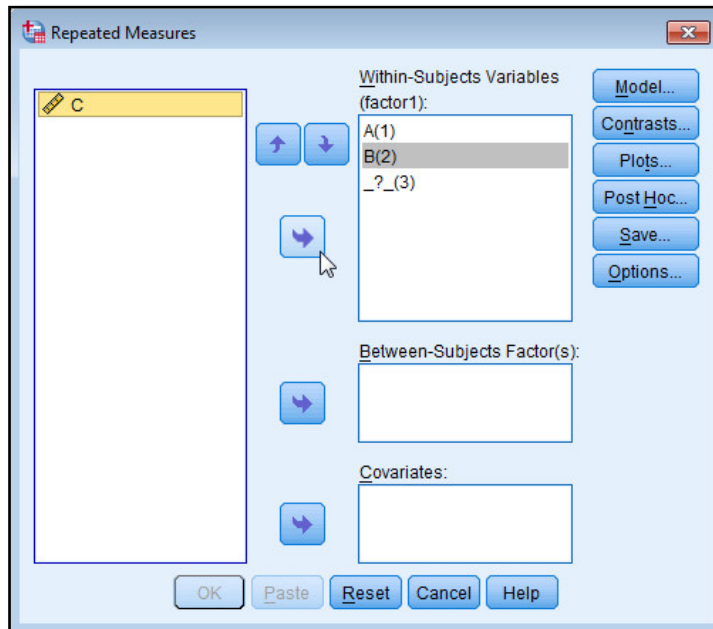 Repeated Measures
C
Within-Subjects Variables
(factor1):
A(1)
B(2)
_?_(3)
Between-Subjects Factor(s):
Covariates:
Model...
Contrasts...
Plots...
Post Hoc...
Save...
Options...
OK
Paste
Reset
Cancel
Help